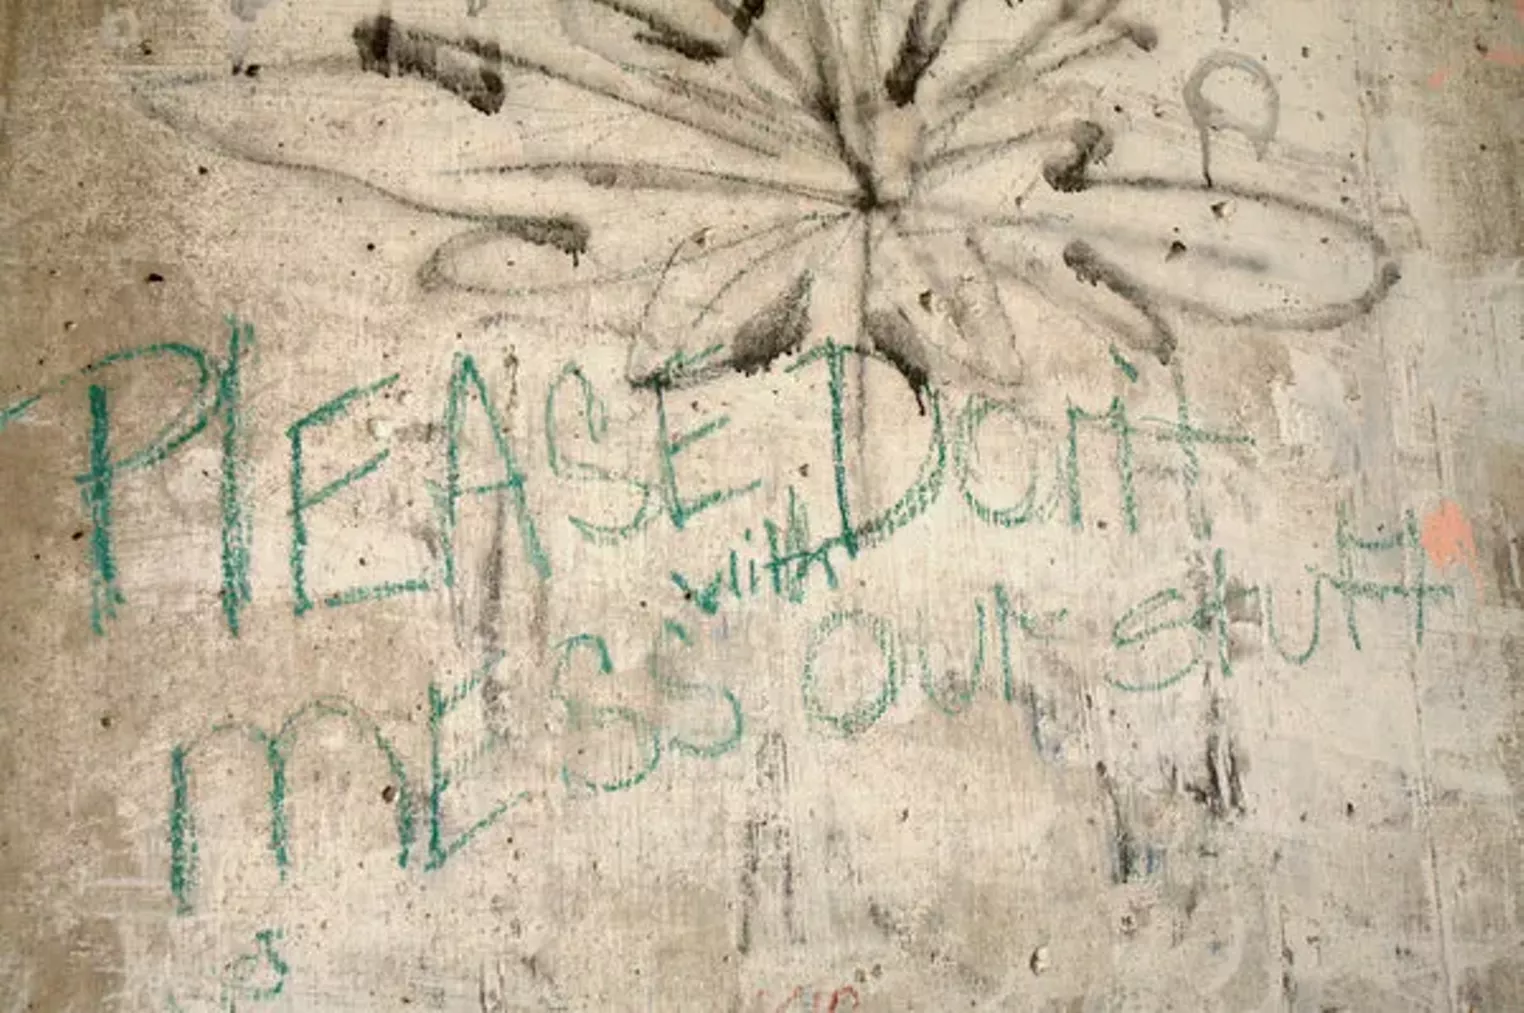 PlEASE Don't
with
mESS OUr stuff